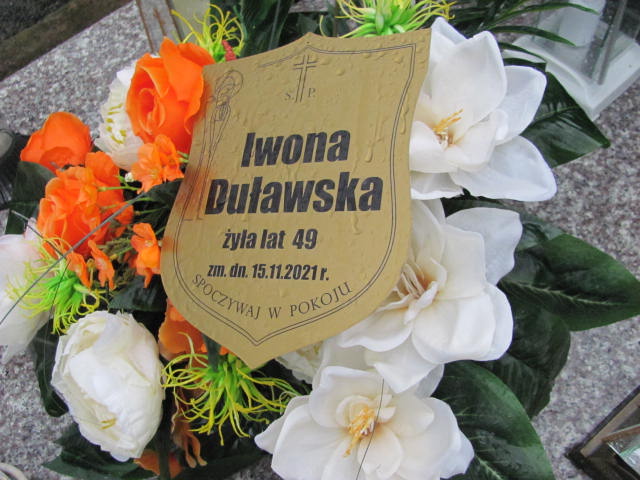 Ś. P.
Iwona
Duławska
żyła lat 49
zm. dn. 15.11.2021 r.
SPOCZYWAJ W POKOJU